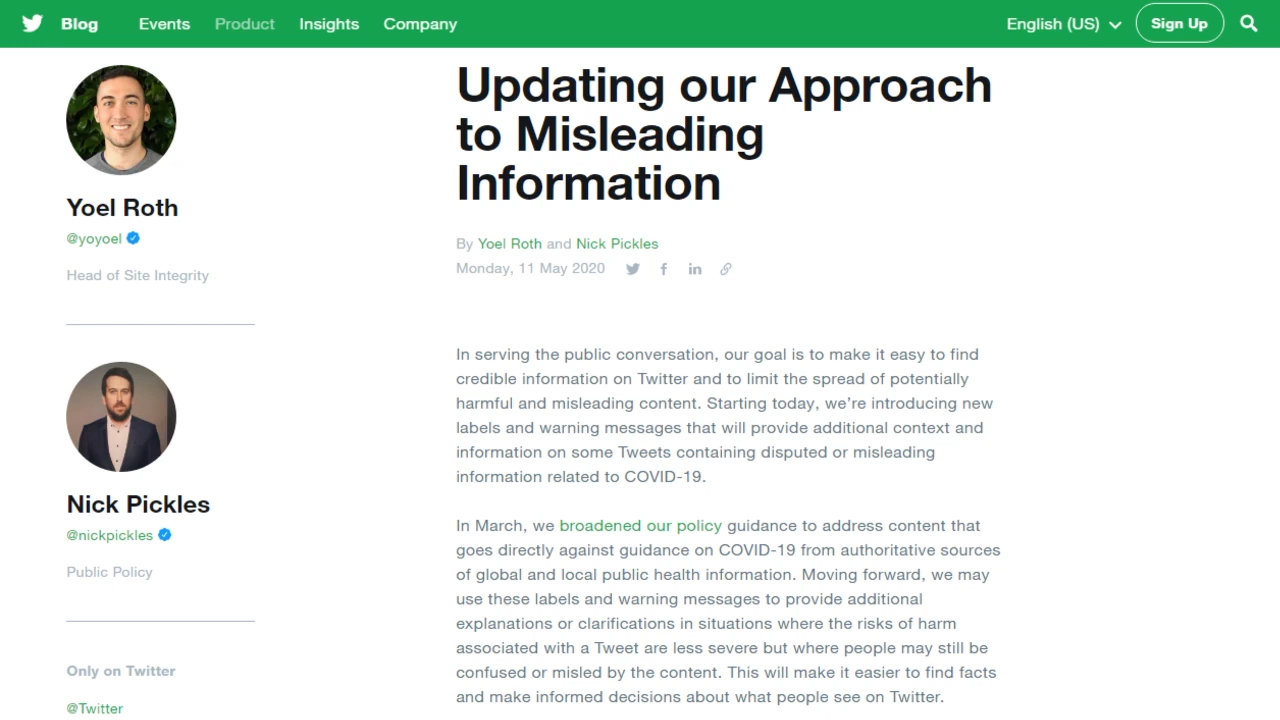 Blog Events Product Insights Company English (US) Sign Up
Yoel Roth
@yoyoel
Head of Site Integrity
Nick Pickles
@nickpickles
Public Policy
Only on Twitter
@Twitter
Updating our Approach
to Misleading
Information
By Yoel Roth and Nick Pickles
Monday, 11 May 2020
In serving the public conversation, our goal is to make it easy to find
credible information on Twitter and to limit the spread of potentially
harmful and misleading content. Starting today, we’re introducing new
labels and warning messages that will provide additional context and
information on some Tweets containing disputed or misleading
information related to COVID-19.
In March, we broadened our policy guidance to address content that
goes directly against guidance on COVID-19 from authoritative sources
of global and local public health information. Moving forward, we may
use these labels and warning messages to provide additional
explanations or clarifications in situations where the risks of harm
associated with a Tweet are less severe but where people may still be
confused or misled by the content. This will make it easier to find facts
and make informed decisions about what people see on Twitter.